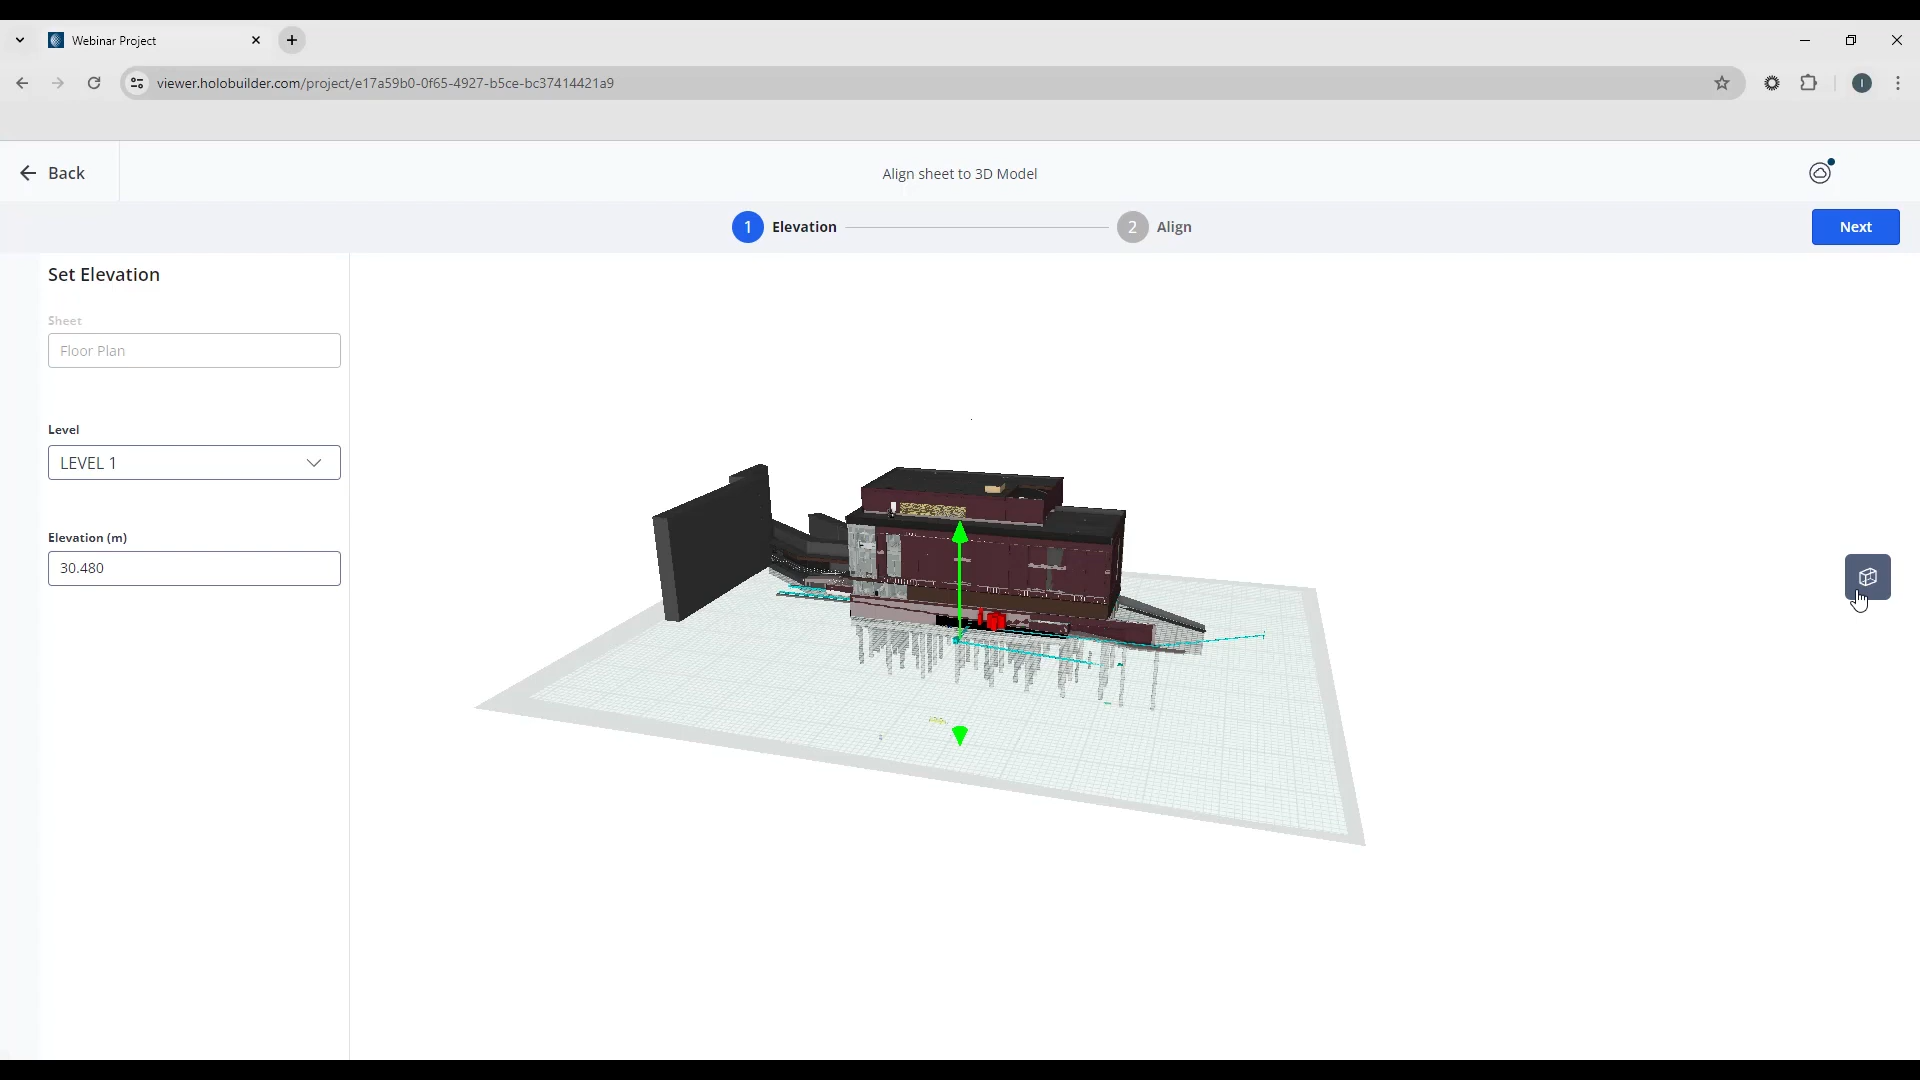 Webinar Project
viewer.holobuilder.com/project/e17a59b0-0f65-4927-b5ce-bc37414421a9
I
Back
Align sheet to 3D Model
1 Elevation
2 Align
Next
Set Elevation
Sheet
Floor Plan
Level
LEVEL 1
Elevation (m)
30.480